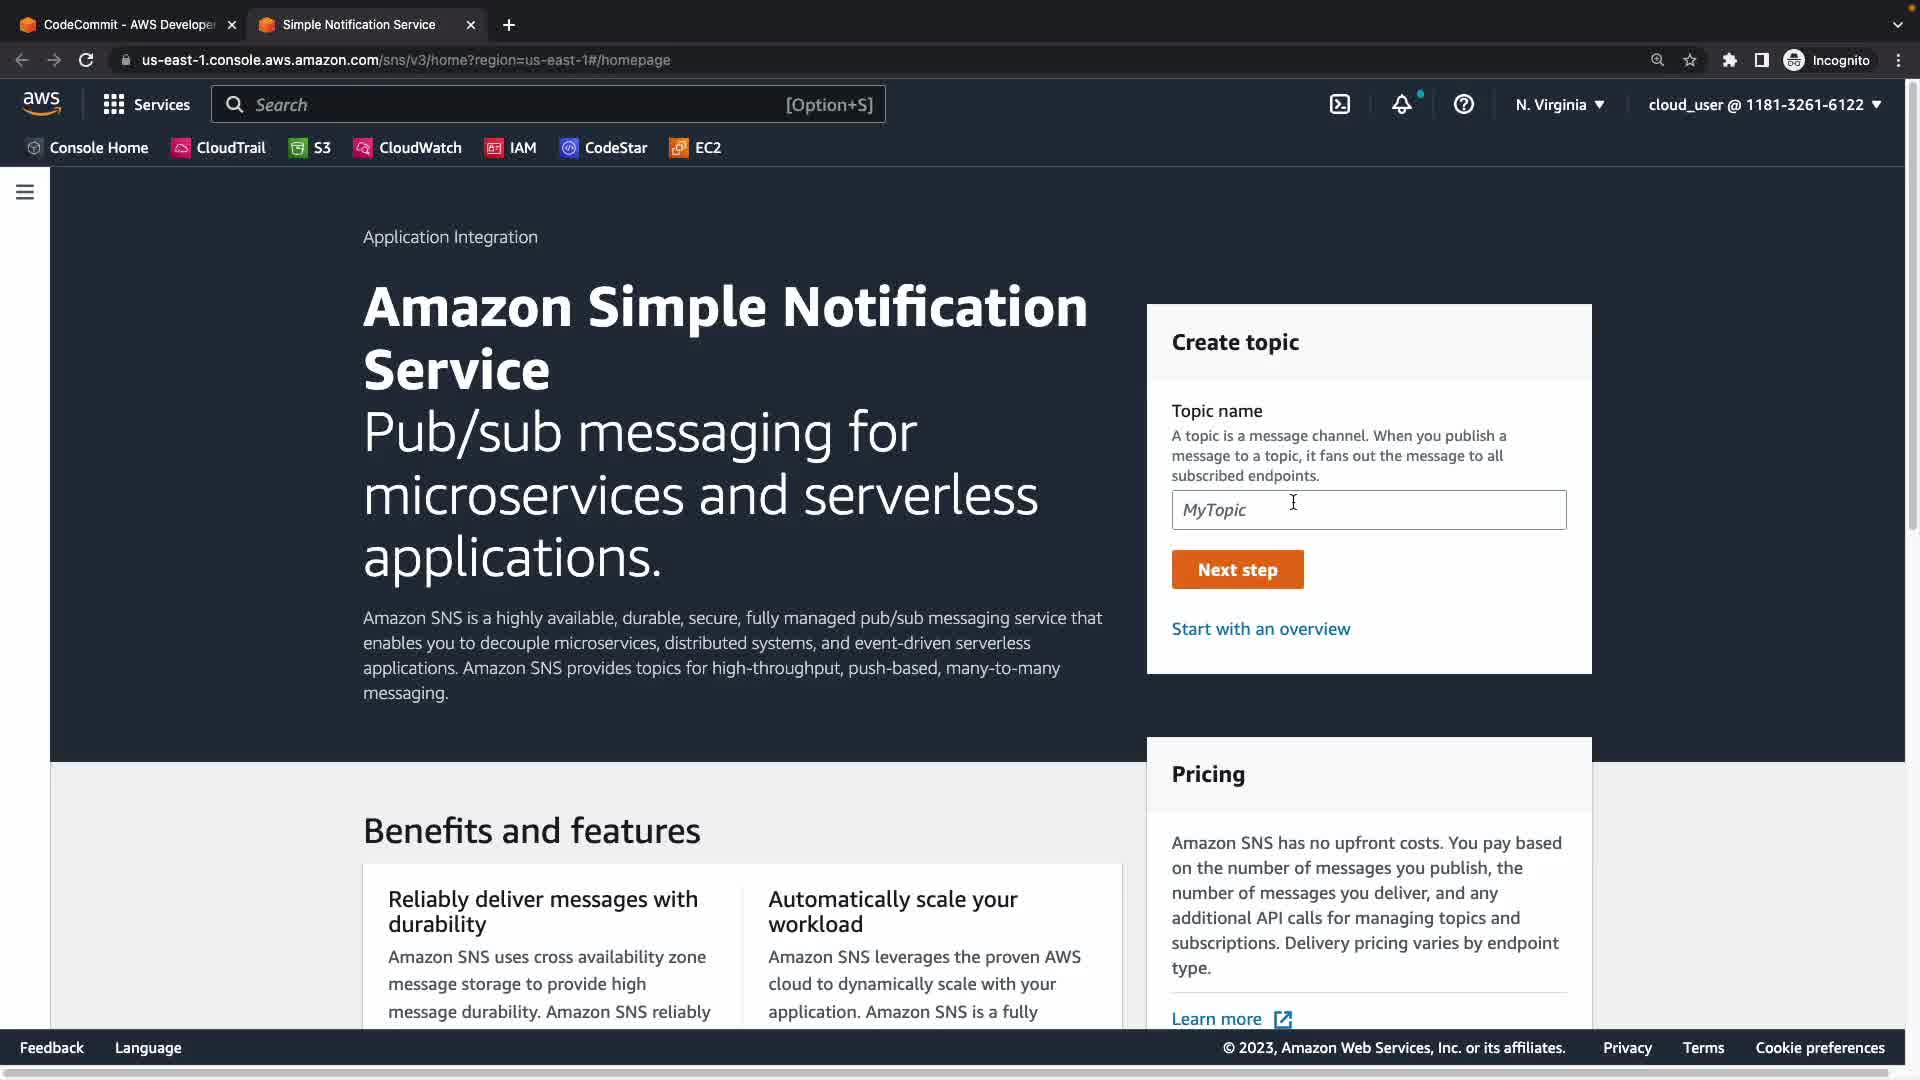 CodeCommit - AWS Develope
Simple Notification Service
us-east-1.console.aws.amazon.com/sns/v3/home?region=us-east-1#/homepage
Incognito
aws
Services
Search
[Option+S]
N. Virginia
cloud_user @ 1181-3261-6122
Console Home
CloudTrail
S3
CloudWatch
IAM
CodeStar
EC2
Application Integration
Amazon Simple Notification
Service
Pub/sub messaging for
microservices and serverless
applications.
Amazon SNS is a highly available, durable, secure, fully managed pub/sub messaging service that
enables you to decouple microservices, distributed systems, and event-driven serverless
applications. Amazon SNS provides topics for high-throughput, push-based, many-to-many
messaging.
Create topic
Topic name
A topic is a message channel. When you publish a
message to a topic, it fans out the message to all
subscribed endpoints.
MyTopic
Next step
Start with an overview
Pricing
Amazon SNS has no upfront costs. You pay based
on the number of messages you publish, the
number of messages you deliver, and any
additional API calls for managing topics and
subscriptions. Delivery pricing varies by endpoint
type.
Learn more
Benefits and features
Reliably deliver messages with
durability
Amazon SNS uses cross availability zone
message storage to provide high
message durability. Amazon SNS reliably
Automatically scale your
workload
Amazon SNS leverages the proven AWS
cloud to dynamically scale with your
application. Amazon SNS is a fully
Feedback
Language
© 2023, Amazon Web Services, Inc. or its affiliates.
Privacy
Terms
Cookie preferences